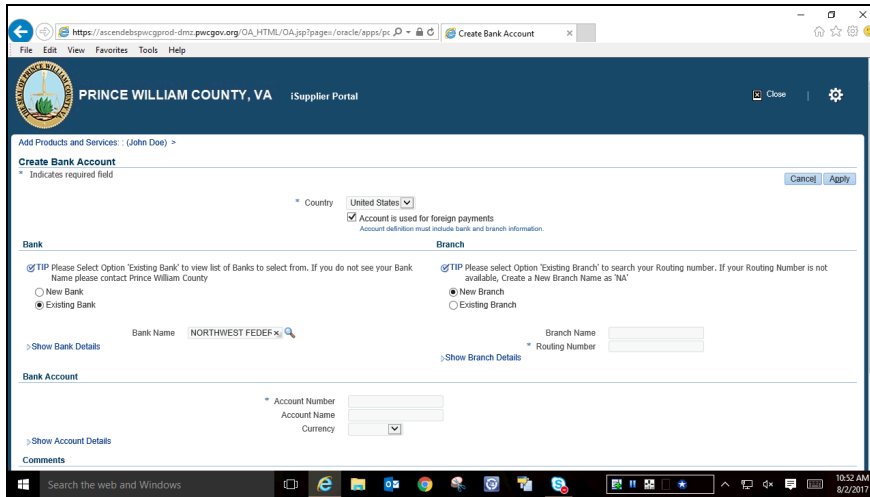 https://ascendebspwcgprod-dmz.pwcgov.org/OA_HTML/OA.jsp?page=/oracle/apps/pc
Create Bank Account
File Edit View Favorites Tools Help
PRINCE WILLIAM COUNTY, VA iSupplier Portal
Close
Add Products and Services: : (John Doe) >
Create Bank Account
* Indicates required field
Cancel Apply
* Country United States
Account is used for foreign payments
Account definition must include bank and branch information.
Bank
TIP Please Select Option 'Existing Bank' to view list of Banks to select from. If you do not see your Bank
Name please contact Prince William County
New Bank
Existing Bank
Bank Name NORTHWEST FEDER
Show Bank Details
Branch
TIP Please select Option 'Existing Branch' to search your Routing number. If your Routing Number is not
available, Create a New Branch Name as 'NA'
New Branch
Existing Branch
Branch Name
* Routing Number
Show Branch Details
Bank Account
* Account Number
Account Name
Currency
Show Account Details
Comments
Search the web and Windows
10:52 AM
8/2/2017